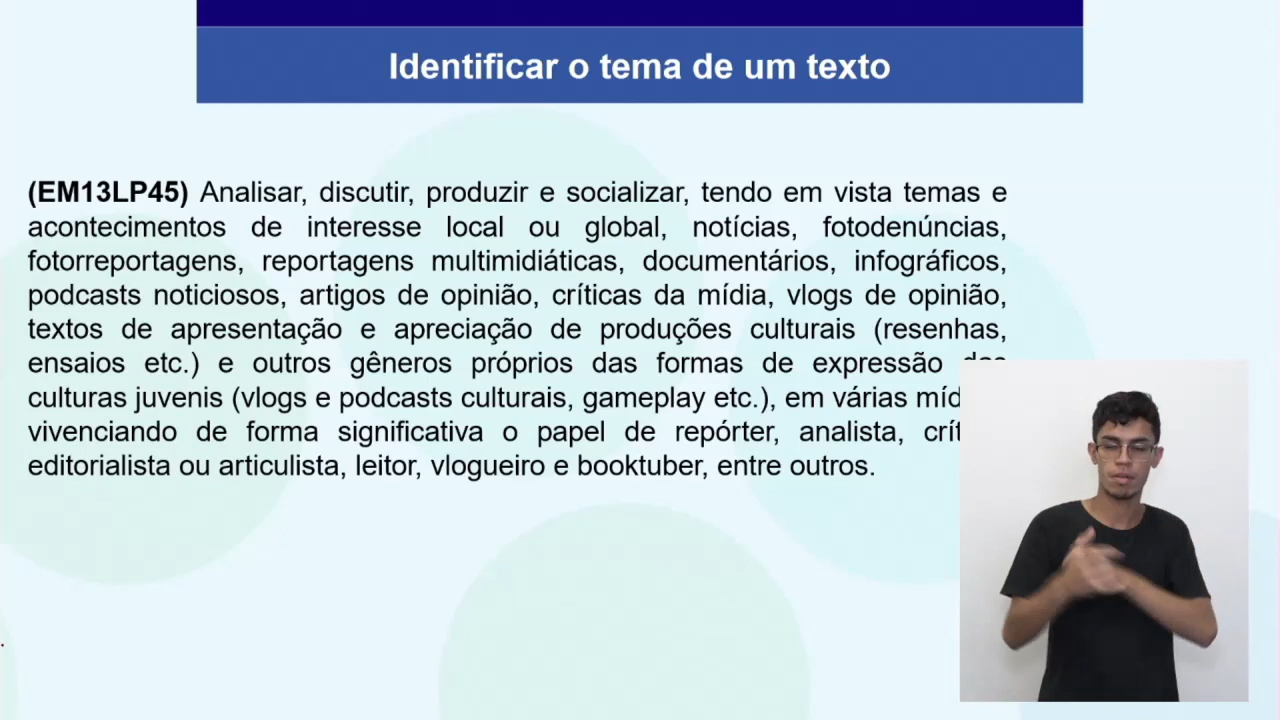 Identificar o tema de um texto
(EM13LP45) Analisar, discutir, produzir e socializar, tendo em vista temas e
acontecimentos de interesse local ou global, notícias, fotodenúncias,
fotorreportagens, reportagens multimidiáticas, documentários, infográficos,
podcasts noticiosos, artigos de opinião, críticas da mídia, vlogs de opinião,
textos de apresentação e apreciação de produções culturais (resenhas,
ensaios etc.) e outros gêneros próprios das formas de expressão
culturas juvenis (vlogs e podcasts culturais, gameplay etc.), em várias
vivenciando de forma significativa o papel de repórter, analista,
editorialista ou articulista, leitor, vlogueiro e booktuber, entre outros.